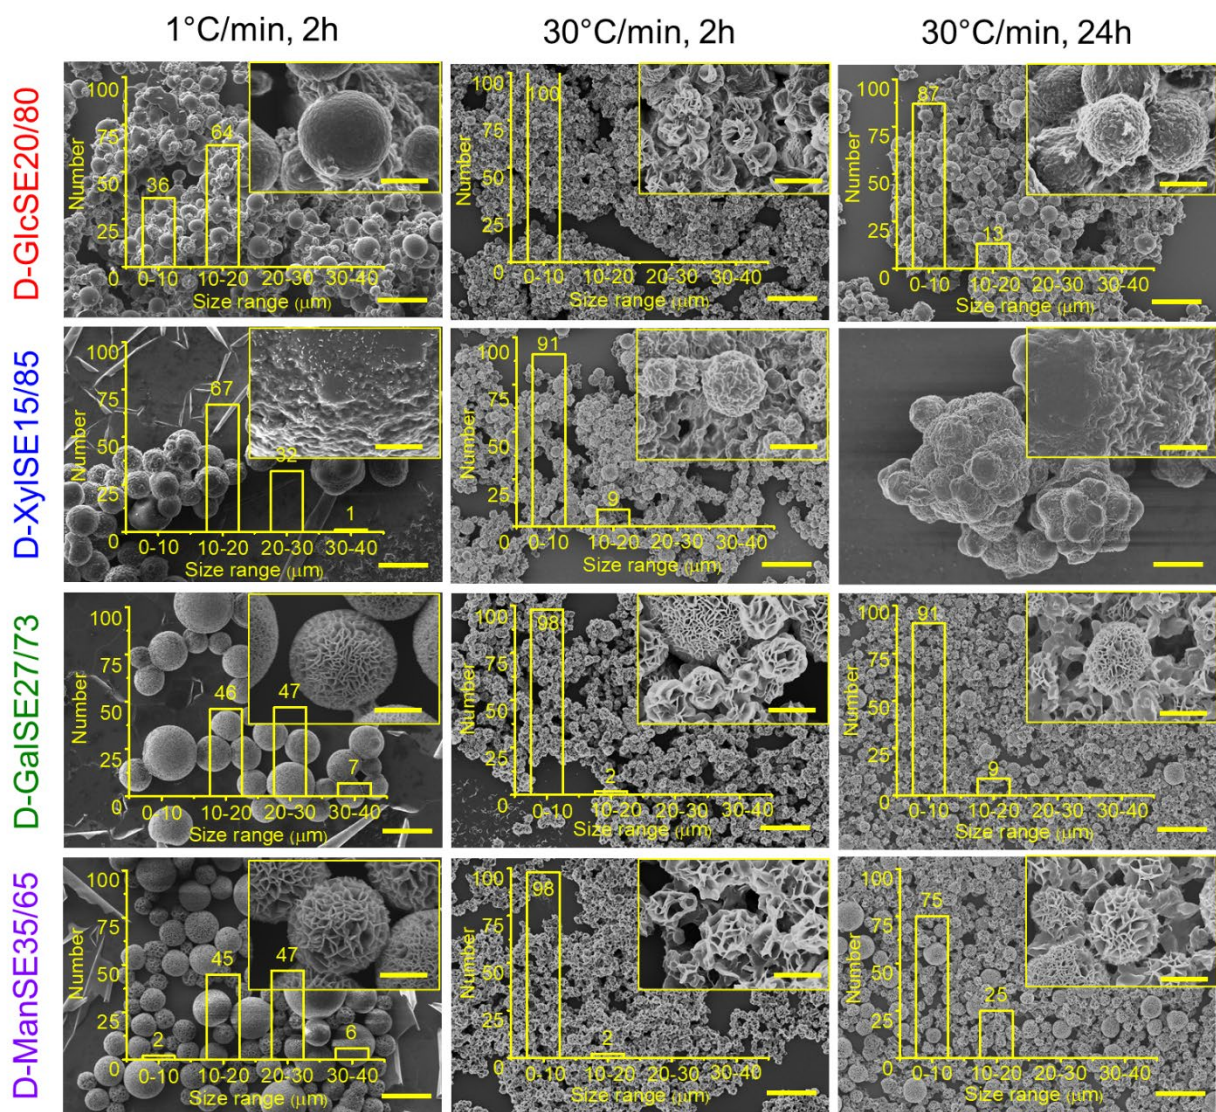 1°C/min, 2h
30°C/min, 2h
30°C/min, 24h
D-GlcSE20/80
100
75
50
25
0
Number
36
64
0-10 10-20 20-30 30-40
Size range (μm)
100
75
50
25
0
Number
100
0-10 10-20 20-30 30-40
Size range (μm)
100
75
50
25
0
Number
87
13
0-10 10-20 20-30 30-40
Size range (μm)
D-XylSE15/85
100
75
50
25
0
Number
67
32
1
0-10 10-20 20-30 30-40
Size range (μm)
100
75
50
25
0
Number
91
9
0-10 10-20 20-30 30-40
Size range (μm)
D-GalSE27/73
100
75
50
25
0
Number
46
47
7
0-10 10-20 20-30 30-40
Size range (μm)
100
75
50
25
0
Number
98
2
0-10 10-20 20-30 30-40
Size range (μm)
100
75
50
25
0
Number
91
9
0-10 10-20 20-30 30-40
Size range (μm)
D-ManSE35/65
100
75
50
25
0
Number
2
45
47
6
0-10 10-20 20-30 30-40
Size range (μm)
100
75
50
25
0
Number
98
2
0-10 10-20 20-30 30-40
Size range (μm)
100
75
50
25
0
Number
75
25
0-10 10-20 20-30 30-40
Size range (μm)